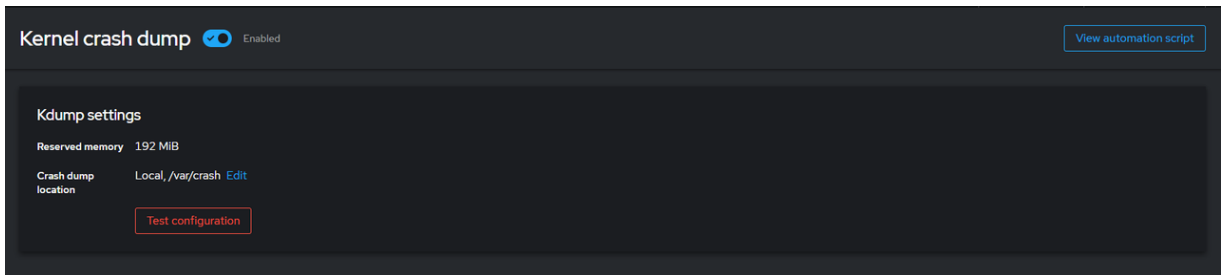 Kernel crash dump Enabled View automation script
Kdump settings
Reserved memory 192 MiB
Crash dump location Local, /var/crash Edit
Test configuration